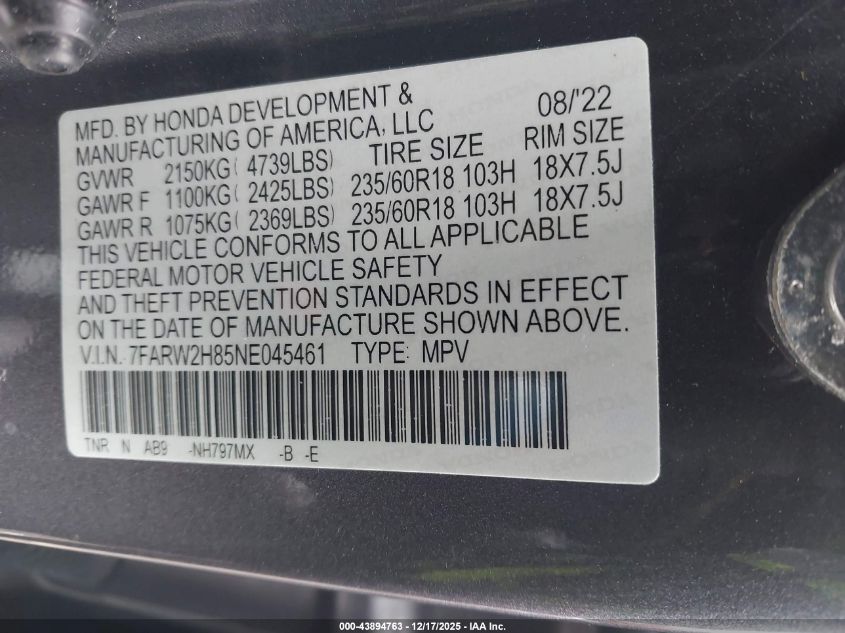 MFD. BY HONDA DEVELOPMENT &
MANUFACTURING OF AMERICA, LLC 08/'22
GVWR 2150KG( 4739LBS) TIRE SIZE RIM SIZE
GAWR F 1100KG( 2425LBS) 235/60R18 103H 18X7.5J
GAWR R 1075KG( 2369LBS) 235/60R18 103H 18X7.5J
THIS VEHICLE CONFORMS TO ALL APPLICABLE
FEDERAL MOTOR VEHICLE SAFETY
AND THEFT PREVENTION STANDARDS IN EFFECT
ON THE DATE OF MANUFACTURE SHOWN ABOVE.
V.I.N. 7FARW2H85NE045461 TYPE: MPV
TNR N AB9 -NH797MX -B -E
000-43894763 - 12/17/2025 - IAA Inc.